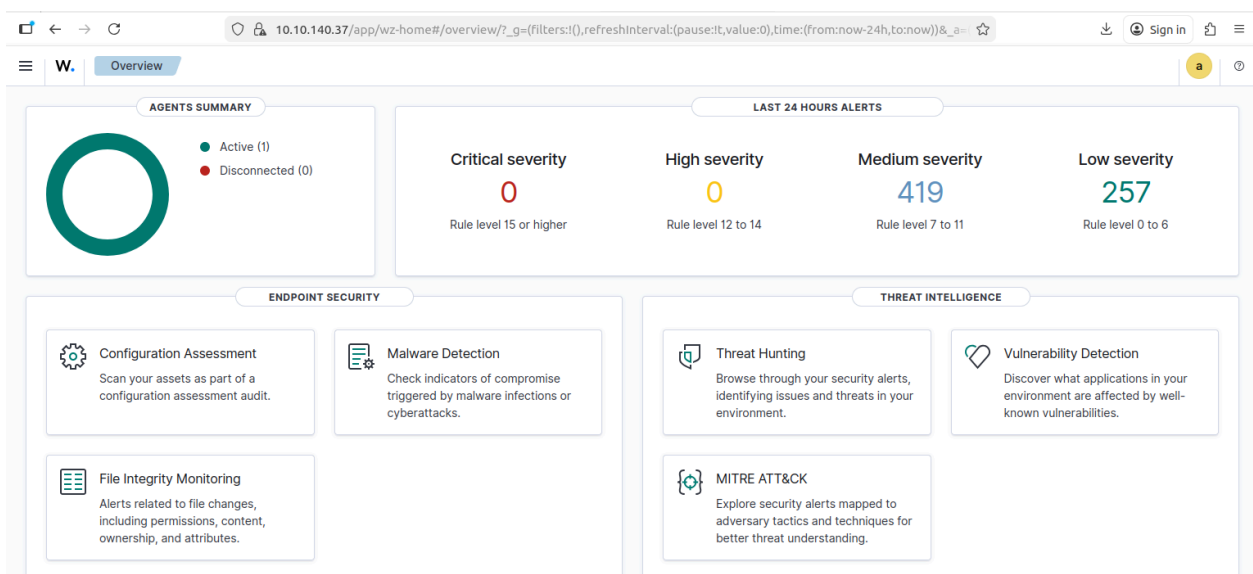 10.10.140.37/app/wz-home#/overview/?_g=(filters:!(),refreshInterval:(pause:!t,value:0),time:(from:now-24h,to:now))&_a=
Sign in
W.
Overview
a
AGENTS SUMMARY
Active (1)
Disconnected (0)
LAST 24 HOURS ALERTS
Critical severity
0
Rule level 15 or higher
High severity
0
Rule level 12 to 14
Medium severity
419
Rule level 7 to 11
Low severity
257
Rule level 0 to 6
ENDPOINT SECURITY
Configuration Assessment
Scan your assets as part of a
configuration assessment audit.
Malware Detection
Check indicators of compromise
triggered by malware infections or
cyberattacks.
File Integrity Monitoring
Alerts related to file changes,
including permissions, content,
ownership, and attributes.
THREAT INTELLIGENCE
Threat Hunting
Browse through your security alerts,
identifying issues and threats in your
environment.
Vulnerability Detection
Discover what applications in your
environment are affected by well-
known vulnerabilities.
MITRE ATT&CK
Explore security alerts mapped to
adversary tactics and techniques for
better threat understanding.